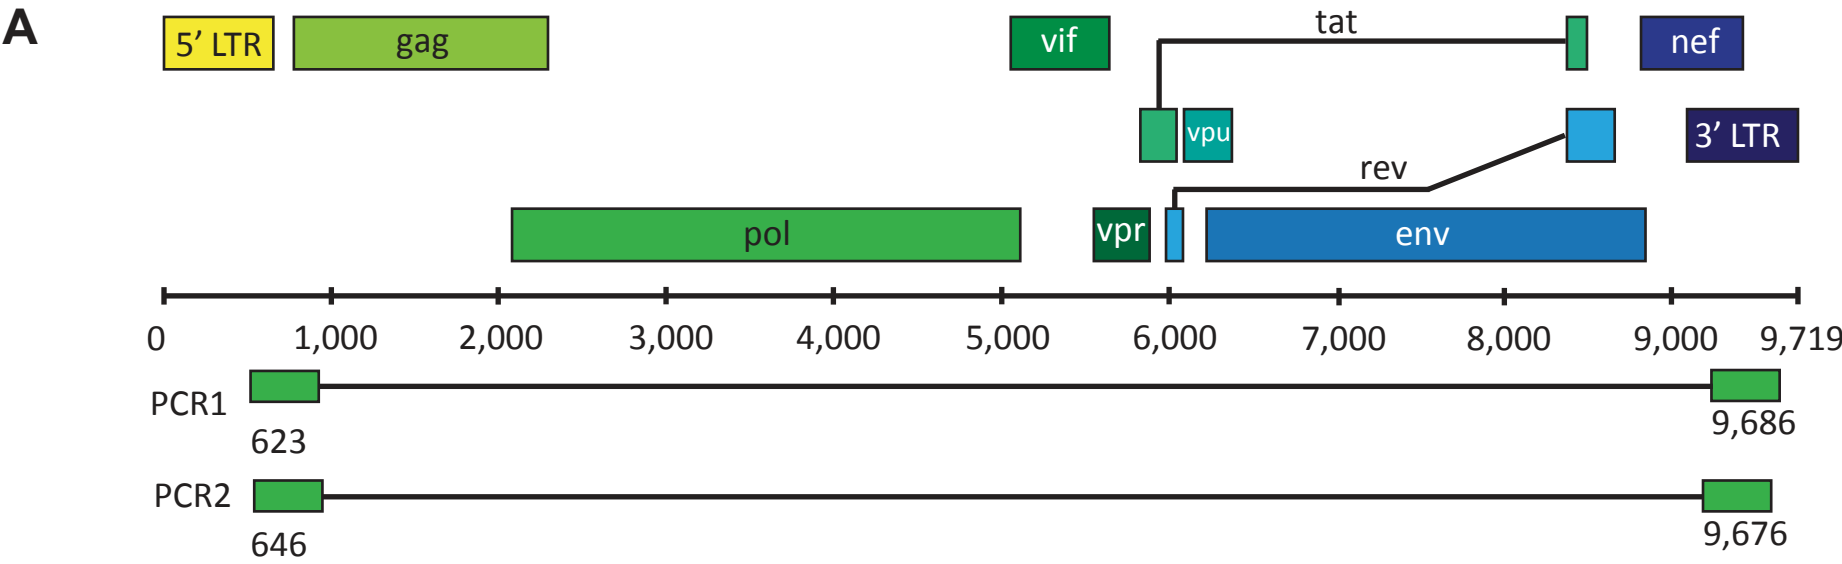 A
5’ LTR gag vif tat nef
vpu 3’ LTR
rev
pol vpr env
0 1,000 2,000 3,000 4,000 5,000 6,000 7,000 8,000 9,000 9,719
PCR1
623 9,686
PCR2
646 9,676